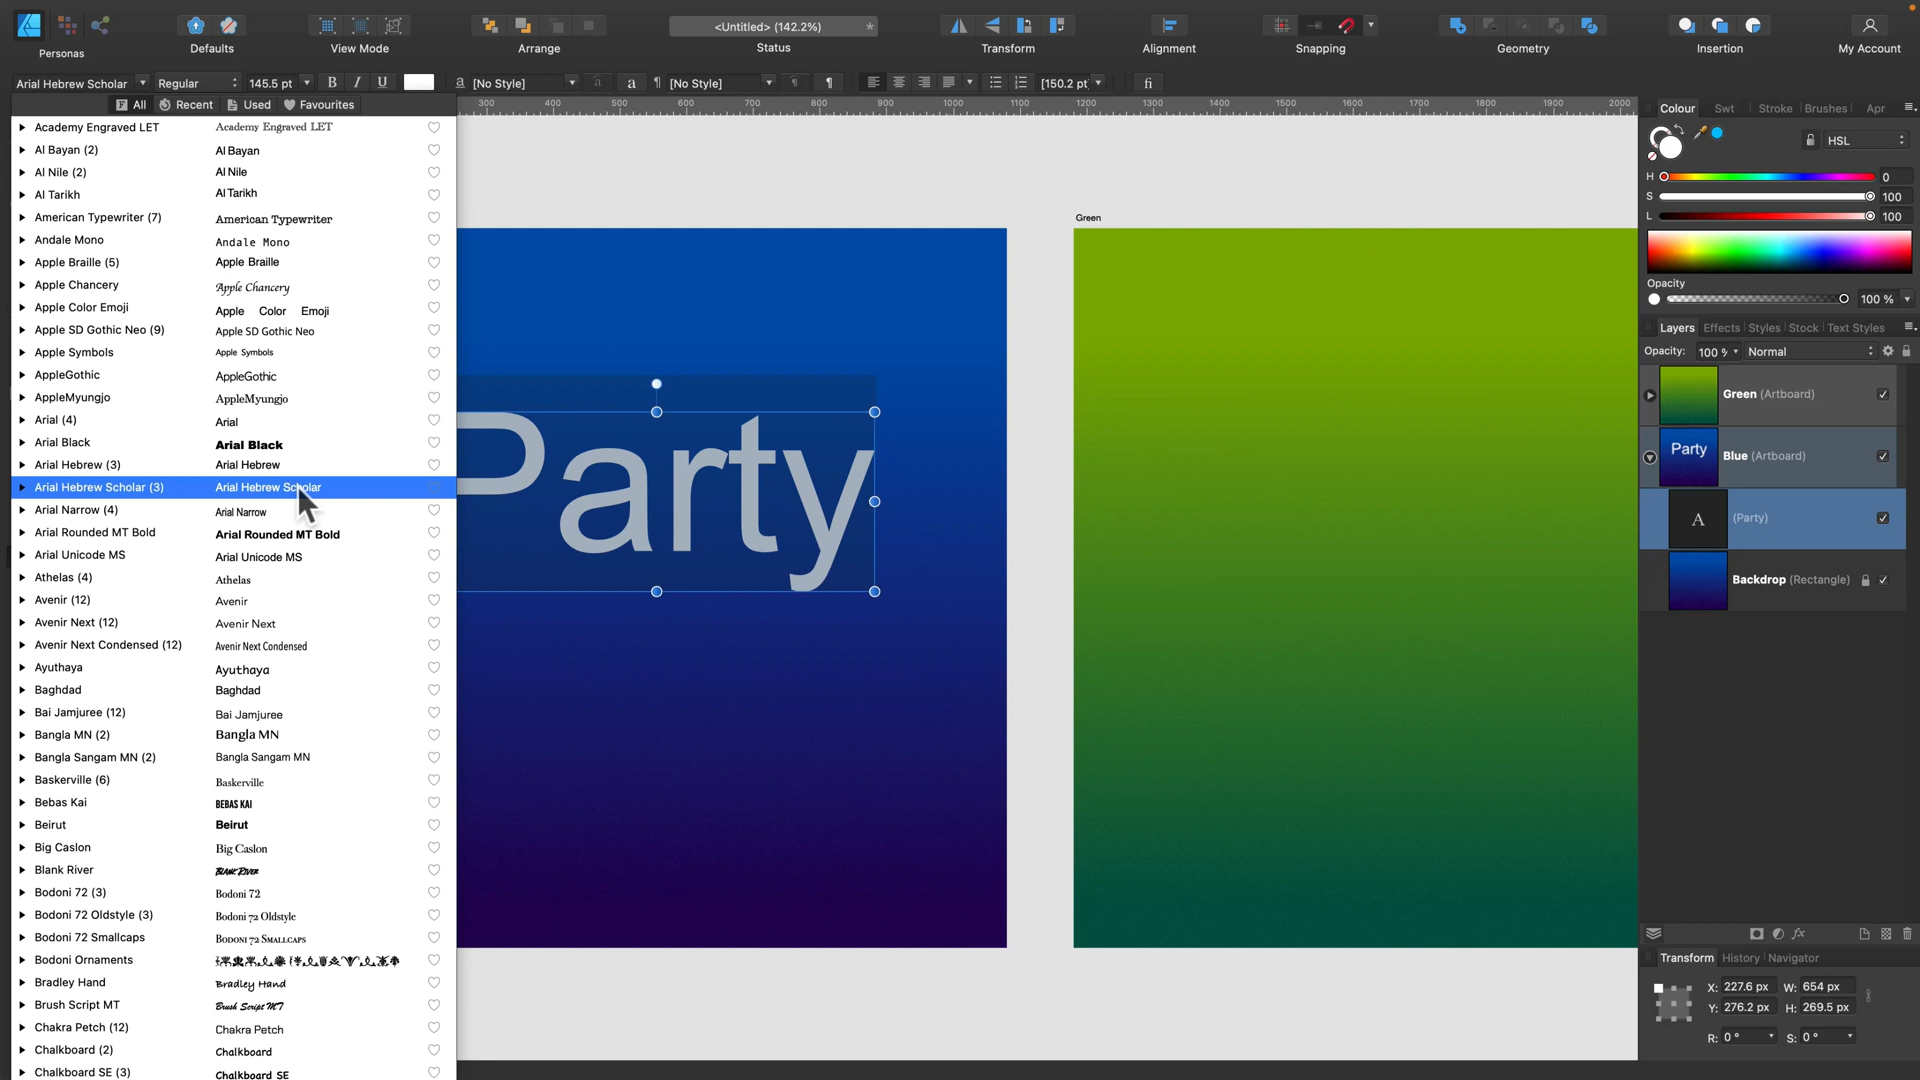 <Untitled> (142.2%)
*
Personas
Defaults
View Mode
Arrange
Status
Transform
Alignment
Snapping
Geometry
Insertion
My Account
Arial Hebrew Scholar
Regular
145.5 pt
B
I
U
a
[No Style]
a
a
¶
[No Style]
¶
¶
[150.2 pt
fi
F All
Recent
Used
Favourites
300 400 500 600 700 800 900 1000 1100 1200 1300 1400 1500 1600 1700 1800 1900 2000
Academy Engraved LET Academy Engraved LET
Al Bayan (2) Al Bayan
Al Nile (2) Al Nile
Al Tarikh Al Tarikh
American Typewriter (7) American Typewriter
Andale Mono Andale Mono
Apple Braille (5) Apple Braille
Apple Chancery Apple Chancery
Apple Color Emoji Apple Color Emoji
Apple SD Gothic Neo (9) Apple SD Gothic Neo
Apple Symbols Apple Symbols
AppleGothic AppleGothic
AppleMyungjo AppleMyungjo
Arial (4) Arial
Arial Black Arial Black
Arial Hebrew (3) Arial Hebrew
Arial Hebrew Scholar (3) Arial Hebrew Scholar
Arial Narrow (4) Arial Narrow
Arial Rounded MT Bold Arial Rounded MT Bold
Arial Unicode MS Arial Unicode MS
Athelas (4) Athelas
Avenir (12) Avenir
Avenir Next (12) Avenir Next
Avenir Next Condensed (12) Avenir Next Condensed
Ayuthaya Ayuthaya
Baghdad Baghdad
Bai Jamjuree (12) Bai Jamjuree
Bangla MN (2) Bangla MN
Bangla Sangam MN (2) Bangla Sangam MN
Baskerville (6) Baskerville
Bebas Kai BEBAS KAI
Beirut Beirut
Big Caslon Big Caslon
Blank River BLANK RIVER
Bodoni 72 (3) Bodoni 72
Bodoni 72 Oldstyle (3) Bodoni 72 Oldstyle
Bodoni 72 Smallcaps Bodoni 72 Smallcaps
Bodoni Ornaments
Bradley Hand Bradley Hand
Brush Script MT Brush Script MT
Chakra Petch (12) Chakra Petch
Chalkboard (2) Chalkboard
Chalkboard SE (3) Chalkboard SE
Party
Green
Colour Swt Stroke Brushes Apr
HSL
H 0
S 100
L 100
Opacity
100 %
Layers Effects Styles Stock Text Styles
Opacity: 100 % Normal
Green (Artboard)
Party
Blue (Artboard)
A
(Party)
Backdrop (Rectangle)
fx
Transform History Navigator
X: 227.6 px W: 654 px
Y: 276.2 px H: 269.5 px
R: 0 ° S: 0 °